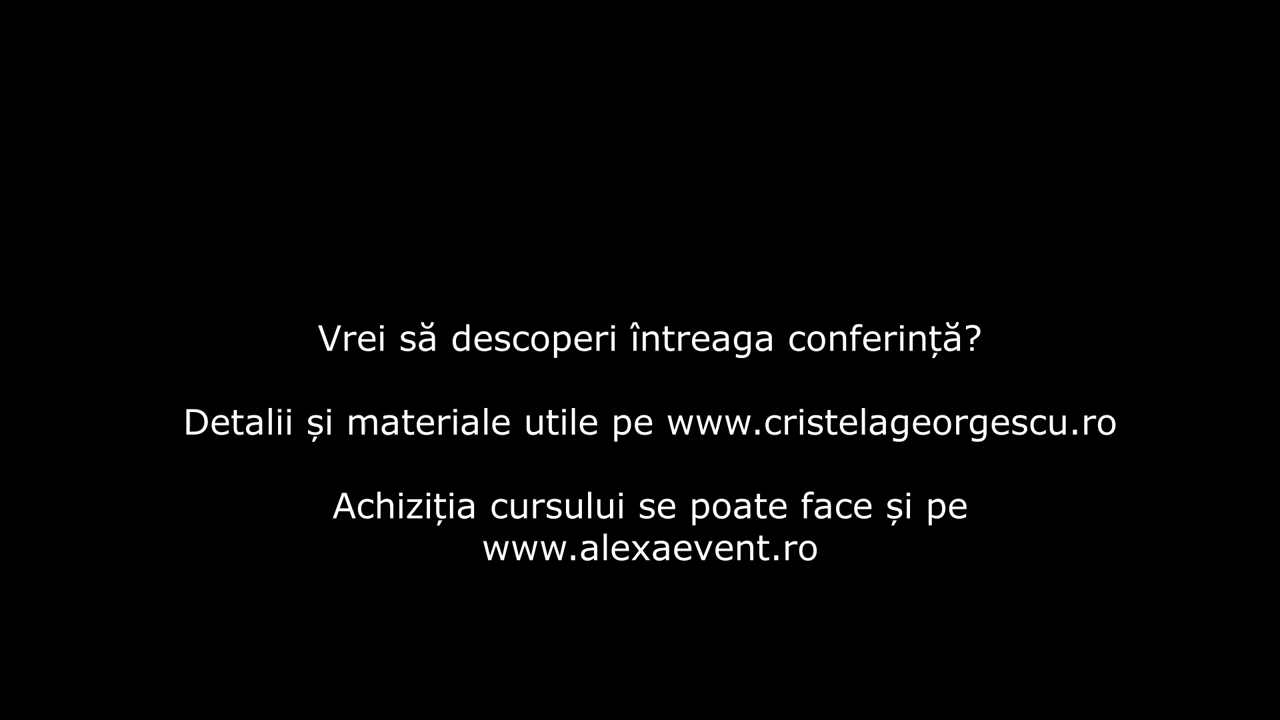 Vrei să descoperi întreaga conferință?
Detalii și materiale utile pe www.cristelageorgescu.ro
Achiziția cursului se poate face și pe
www.alexaevent.ro